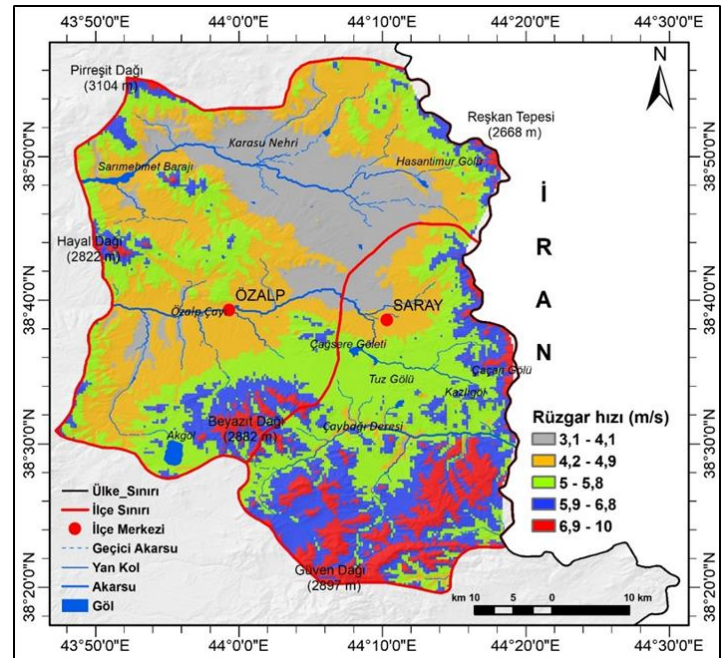 43°50'0"E 44°0'0"E 44°10'0"E 44°20'0"E 44°30'0"E
N
Pirreşit Dağı
(3104 m)
Reşkan Tepesi
(2668 m)
38°50'0"N
38°50'0"N
Karasu Nehri
Hasantimur Gölü
Sarımehmet Barajı
İ
R
A
N
Hayal Dağı
(2822 m)
38°40'0"N
38°40'0"N
ÖZALP
SARAY
Özalp Çayı
Çağsere Göleti
Tuz Gölü
Çaçan Gölü
Kazlıgöl
Rüzgar hızı (m/s)
3,1 - 4,1
4,2 - 4,9
5 - 5,8
5,9 - 6,8
6,9 - 10
Beyazıt Dağı
(2882 m)
Çaybağı Deresi
Akgöl
38°30'0"N
38°30'0"N
Ülke_Sınırı
İlçe Sınırı
İlçe Merkezi
Geçici Akarsu
Yan Kol
Akarsu
Göl
Güven Dağı
(2897 m)
38°20'0"N
38°20'0"N
km 10 5 0 10 km
43°50'0"E 44°0'0"E 44°10'0"E 44°20'0"E 44°30'0"E